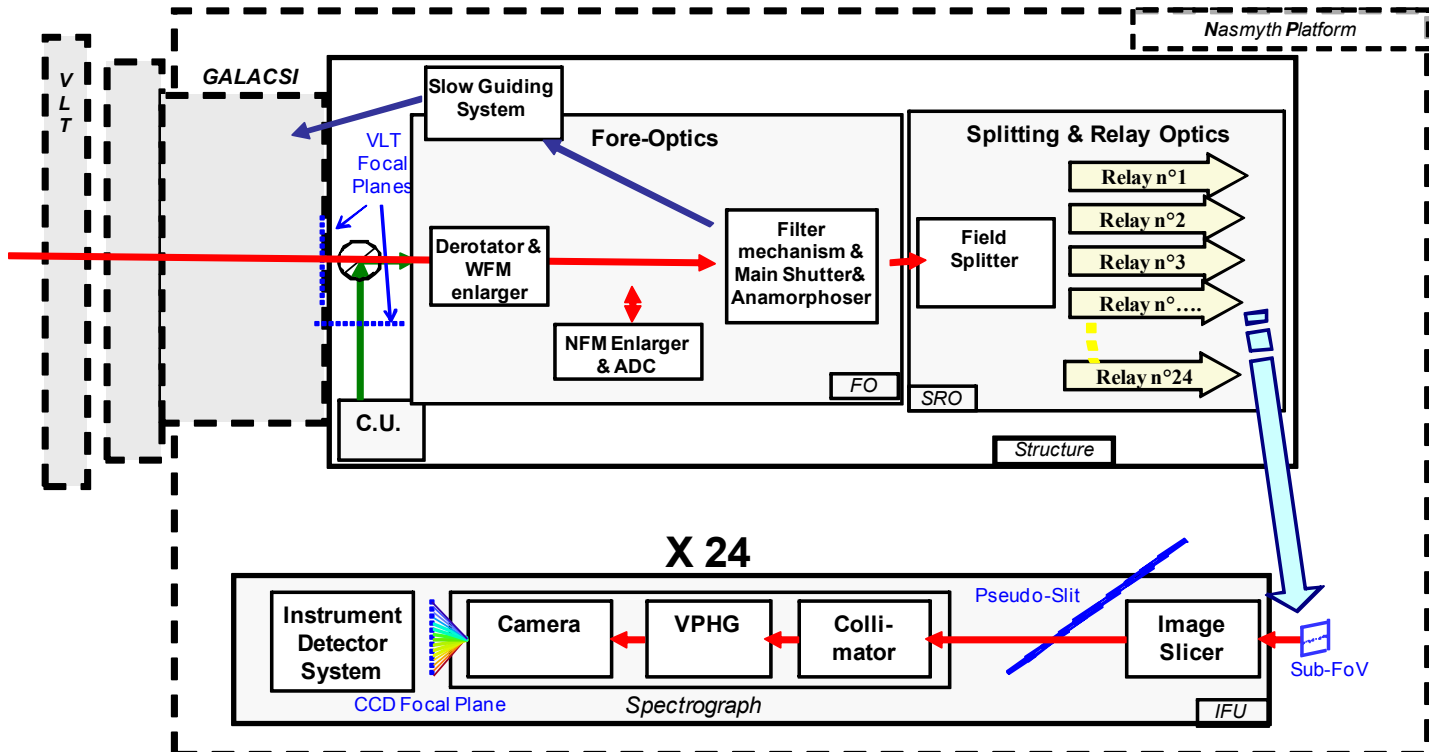 Nasmyth Platform
V
L
T
GALACSI
Slow Guiding
System
VLT
Focal
Planes
Fore-Optics
Splitting & Relay Optics
Relay n°1
Relay n°2
Relay n°3
Relay n°….
Relay n°24
Derotator &
WFM
enlarger
Filter
mechanism &
Main Shutter&
Anamorphoser
Field
Splitter
NFM Enlarger
& ADC
FO
SRO
C.U.
Structure
X 24
Instrument
Detector
System
Camera
VPHG
Colli-
mator
Pseudo-Slit
Image
Slicer
Sub-FoV
CCD Focal Plane
Spectrograph
IFU